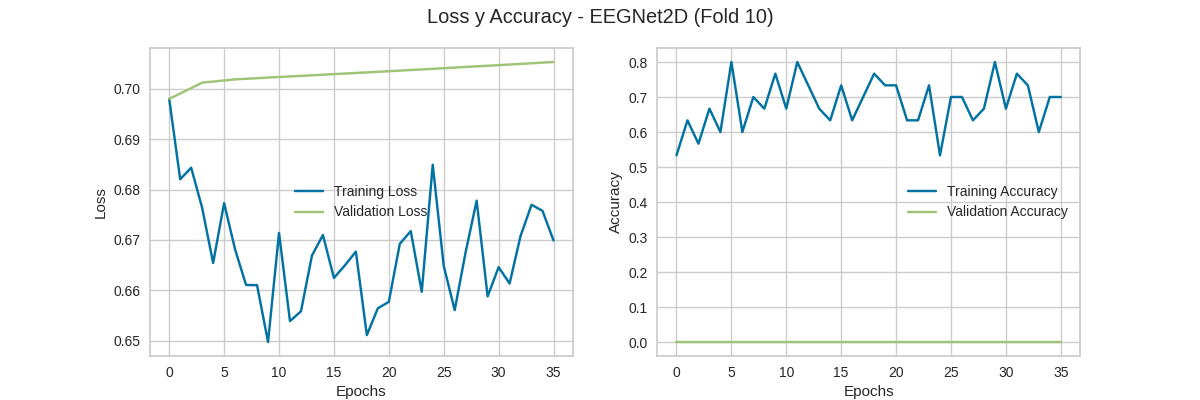 Loss y Accuracy - EEGNet2D (Fold 10)
0.70
0.69
0.68
0.67
0.66
0.65
Loss
Training Loss
Validation Loss
0 5 10 15 20 25 30 35
Epochs
0.8
0.7
0.6
0.5
0.4
0.3
0.2
0.1
0.0
Accuracy
Training Accuracy
Validation Accuracy
0 5 10 15 20 25 30 35
Epochs